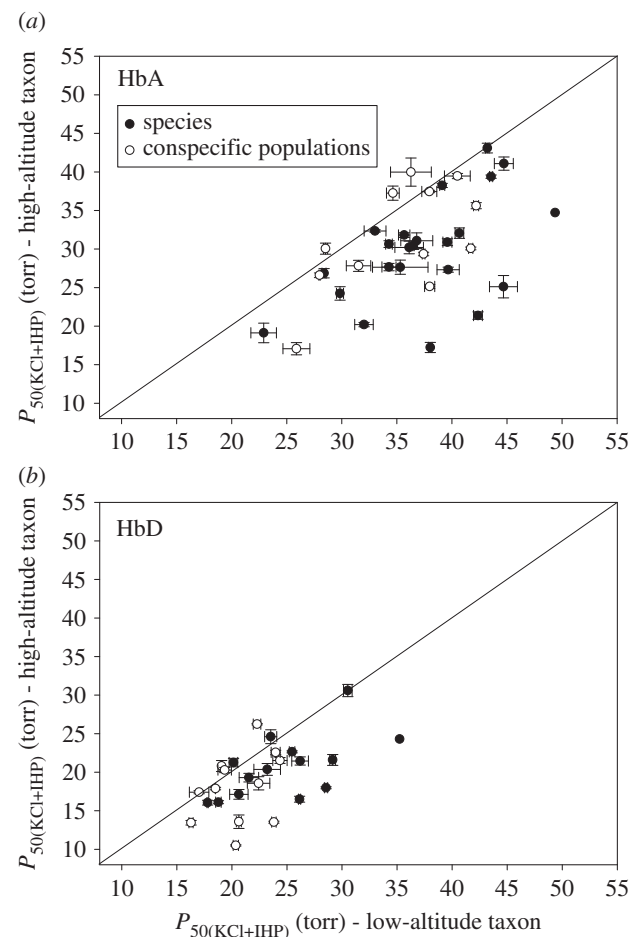 (a)
55
HbA
50
species
45
conspecific populations
40
35
30
25
20
15
10
P50(KCl+IHP) (torr) - high-altitude taxon
10 15 20 25 30 35 40 45 50 55
(b)
55
HbD
50
45
40
35
30
25
20
15
10
P50(KCl+IHP) (torr) - high-altitude taxon
10 15 20 25 30 35 40 45 50 55
P50(KCl+IHP) (torr) - low-altitude taxon